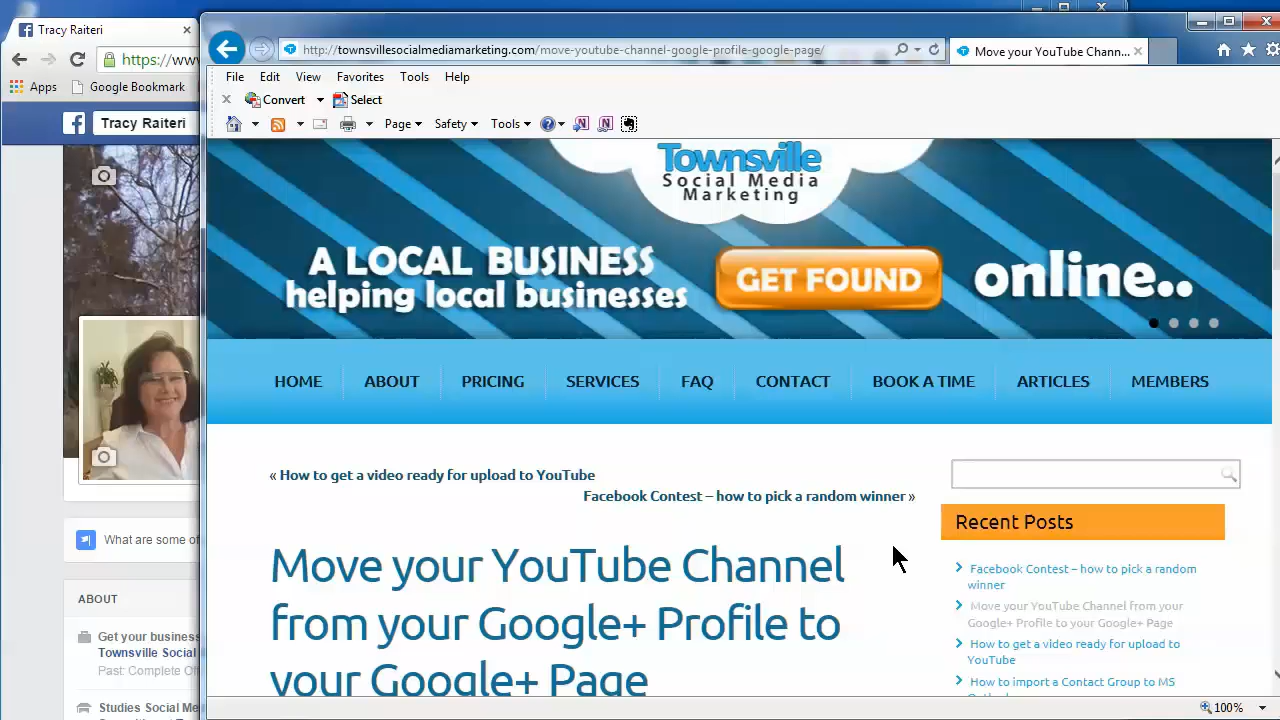 Tracy Raiteri
https://www
Apps Google Bookmark
Tracy Raiteri
What are some of
ABOUT
Get your business
Townsville Social
Past: Complete Of
Studies Social Me
http://townsvillesocialmediamarketing.com/move-youtube-channel-google-profile-google-page/
Move your YouTube Chann...
File Edit View Favorites Tools Help
Convert Select
Page Safety Tools
Townsville
Social Media
Marketing
A LOCAL BUSINESS
helping local businesses
GET FOUND
online..
HOME ABOUT PRICING SERVICES FAQ CONTACT BOOK A TIME ARTICLES MEMBERS
« How to get a video ready for upload to YouTube
Facebook Contest – how to pick a random winner »
Move your YouTube Channel
from your Google+ Profile to
your Google+ Page
Recent Posts
Facebook Contest – how to pick a random
winner
Move your YouTube Channel from your
Google+ Profile to your Google+ Page
How to get a video ready for upload to
YouTube
How to import a Contact Group to MS
100%